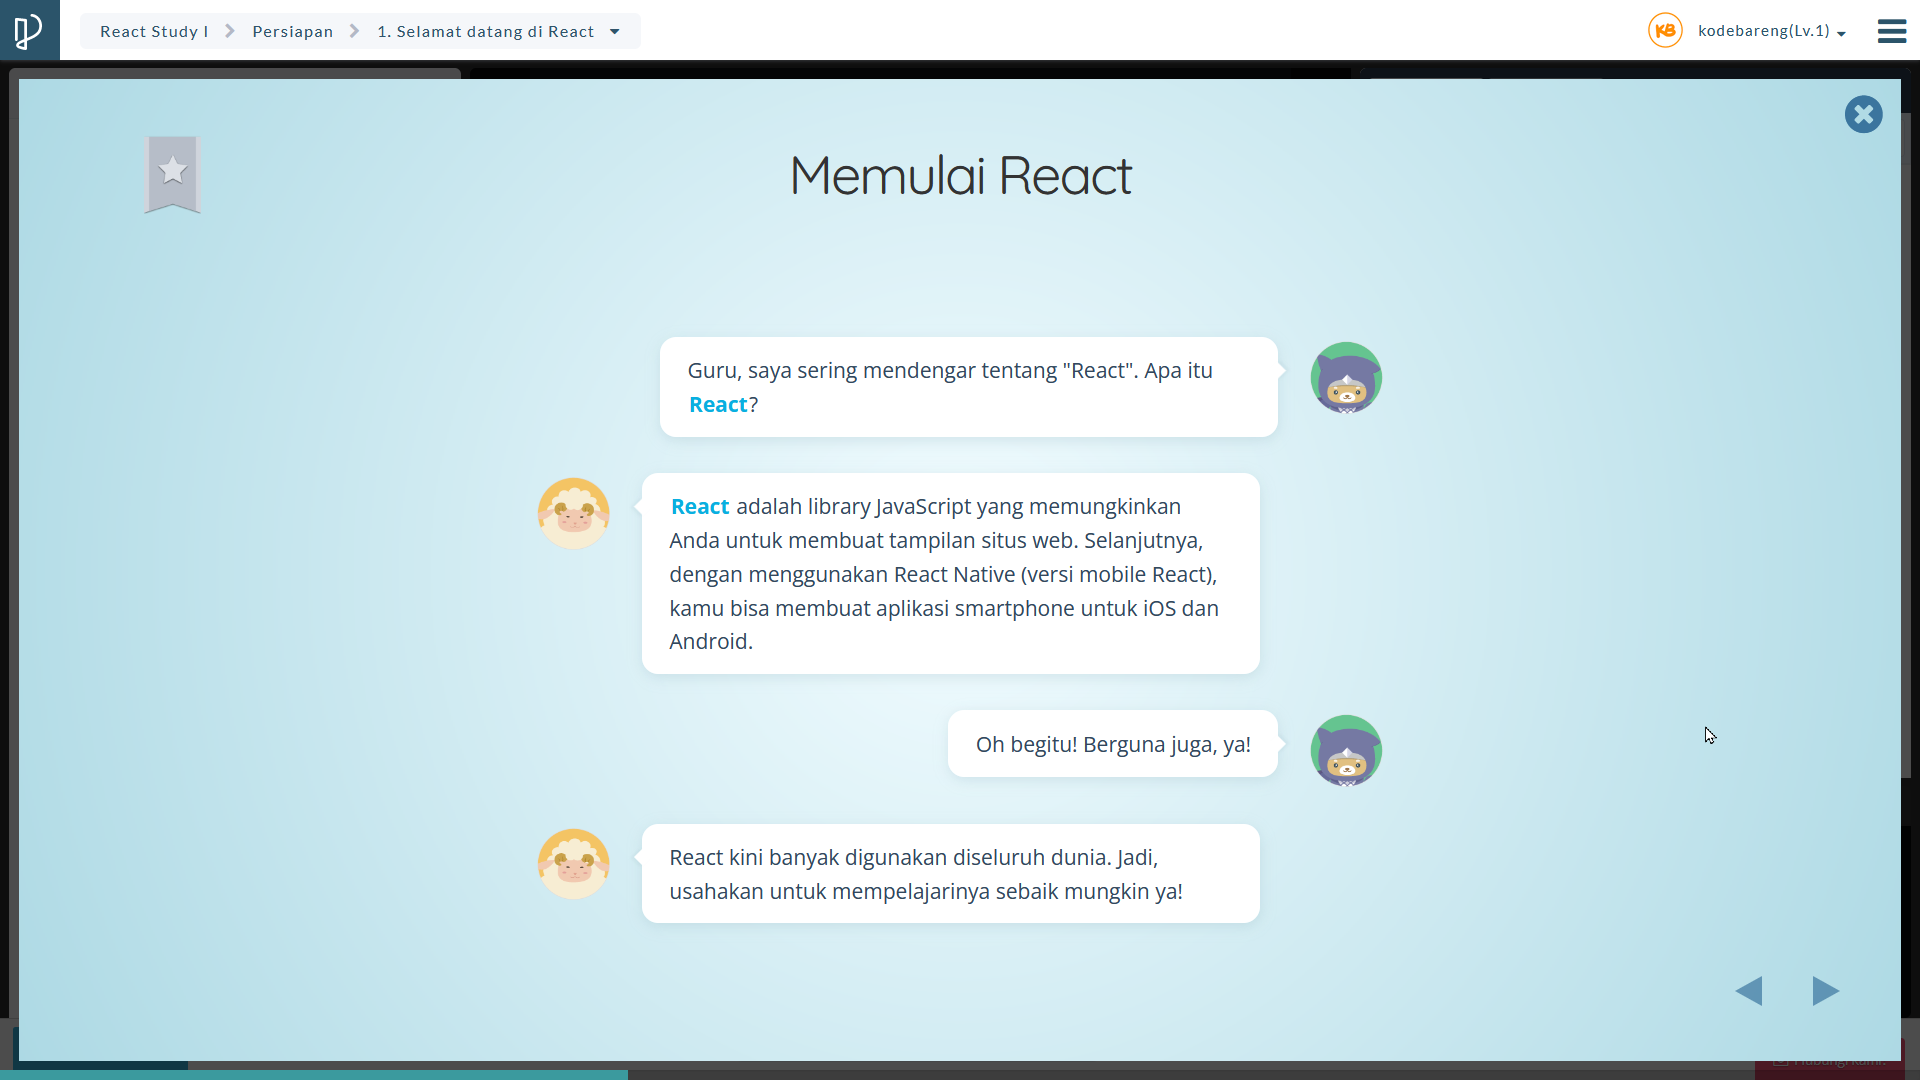 React Study I
Persiapan
1. Selamat datang di React
KB
kodebareng(Lv.1)
Memulai React
Guru, saya sering mendengar tentang "React". Apa itu
React?
React adalah library JavaScript yang memungkinkan
Anda untuk membuat tampilan situs web. Selanjutnya,
dengan menggunakan React Native (versi mobile React),
kamu bisa membuat aplikasi smartphone untuk iOS dan
Android.
Oh begitu! Berguna juga, ya!
React kini banyak digunakan diseluruh dunia. Jadi,
usahakan untuk mempelajarinya sebaik mungkin ya!